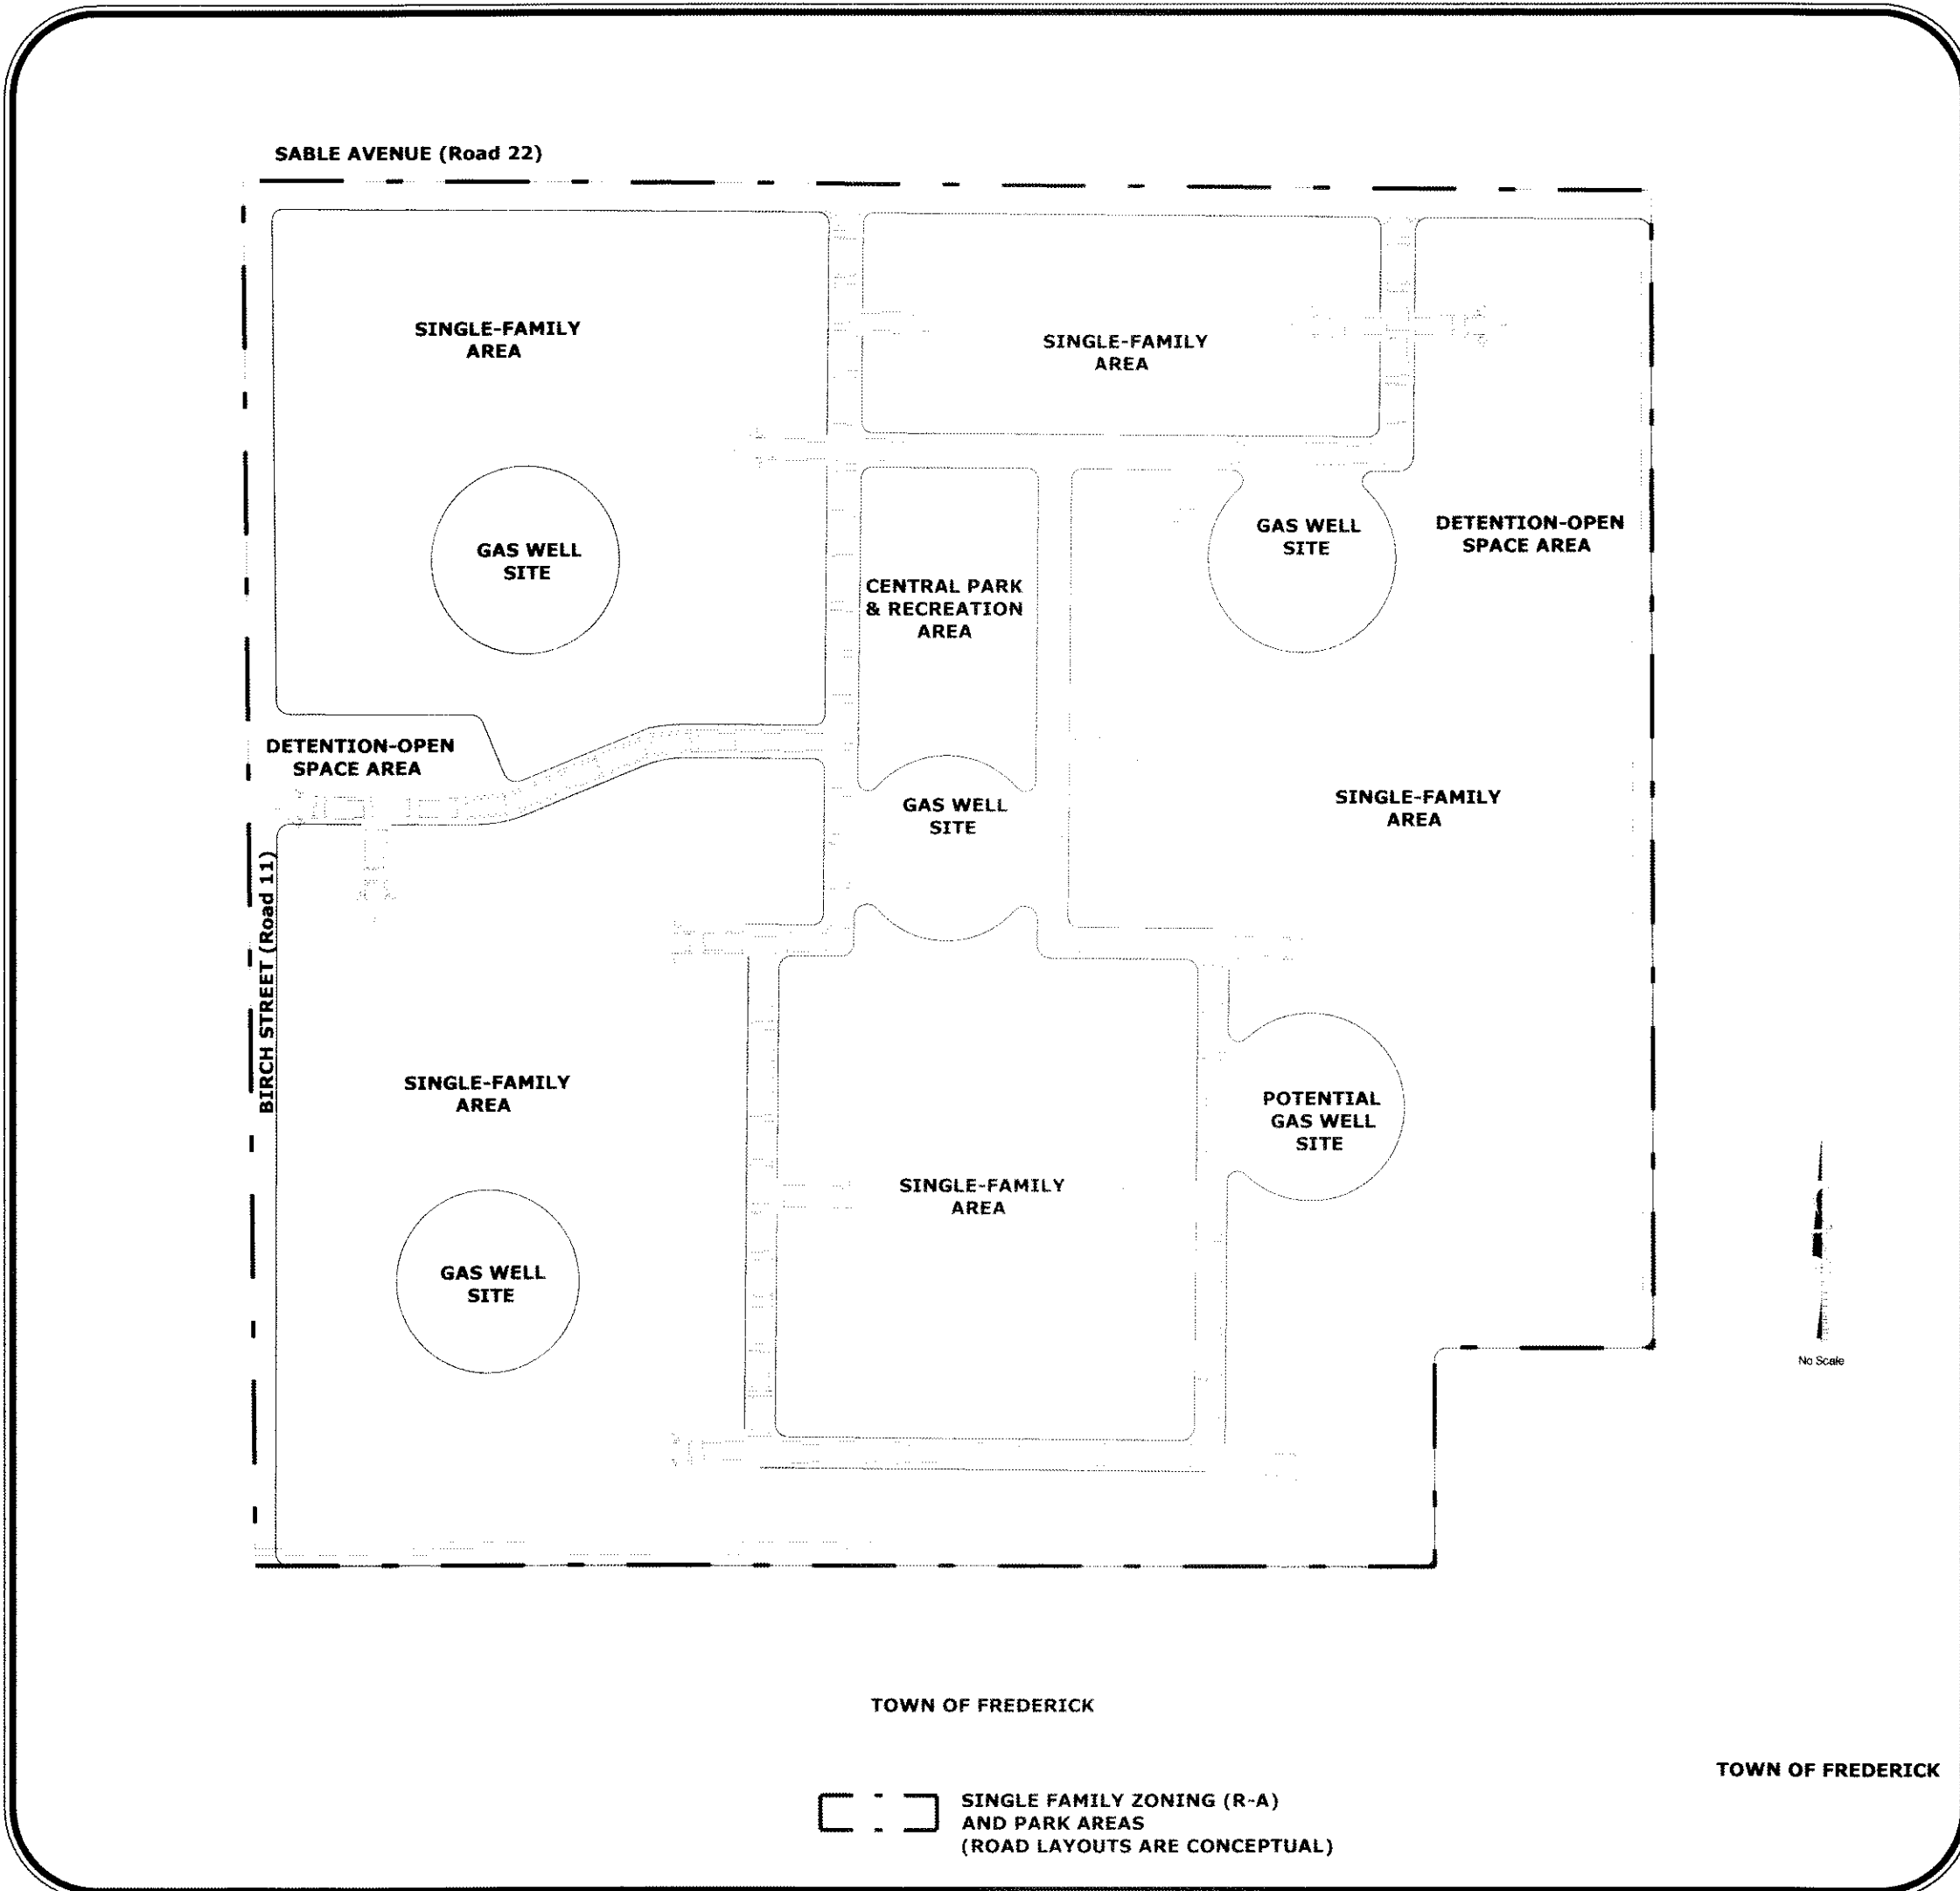 SABLE AVENUE (Road 22)
SINGLE-FAMILY
AREA
SINGLE-FAMILY
AREA
GAS WELL
SITE
GAS WELL
SITE
DETENTION-OPEN
SPACE AREA
CENTRAL PARK
& RECREATION
AREA
DETENTION-OPEN
SPACE AREA
GAS WELL
SITE
SINGLE-FAMILY
AREA
BIRCH STREET (Road 11)
SINGLE-FAMILY
AREA
POTENTIAL
GAS WELL
SITE
SINGLE-FAMILY
AREA
GAS WELL
SITE
No Scale
TOWN OF FREDERICK
TOWN OF FREDERICK
SINGLE FAMILY ZONING (R-A)
AND PARK AREAS
(ROAD LAYOUTS ARE CONCEPTUAL)